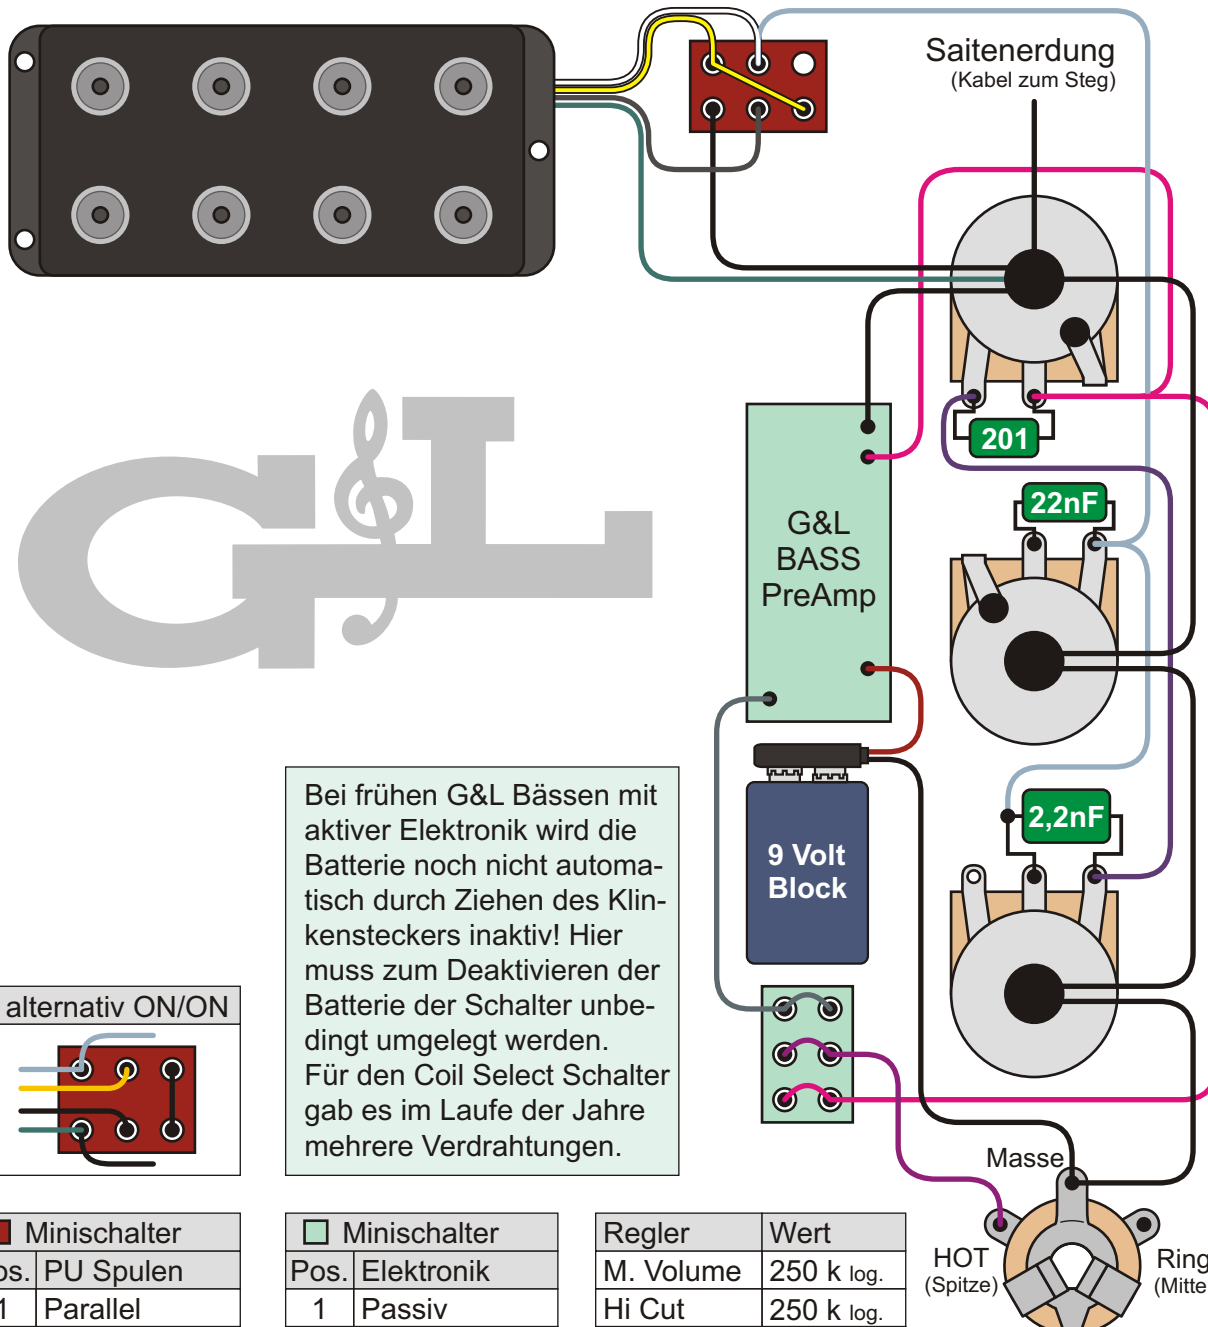 Saitenerdung
(Kabel zum Steg)
201
22nF
G&L
BASS
PreAmp
G&L
2,2nF
9 Volt
Block
Bei frühen G&L Bässen mit
aktiver Elektronik wird die
Batterie noch nicht automa-
tisch durch Ziehen des Klin-
kensteckers inaktiv! Hier
muss zum Deaktivieren der
Batterie der Schalter unbe-
dingt umgelegt werden.
Für den Coil Select Schalter
gab es im Laufe der Jahre
mehrere Verdrahtungen.
alternativ ON/ON
Masse
HOT
(Spitze)
Ring
(Mitte
Minischalter
os. PU Spulen
1 Parallel
Minischalter
Pos. Elektronik
1 Passiv
Regler Wert
M. Volume 250 k log.
Hi Cut 250 k log.